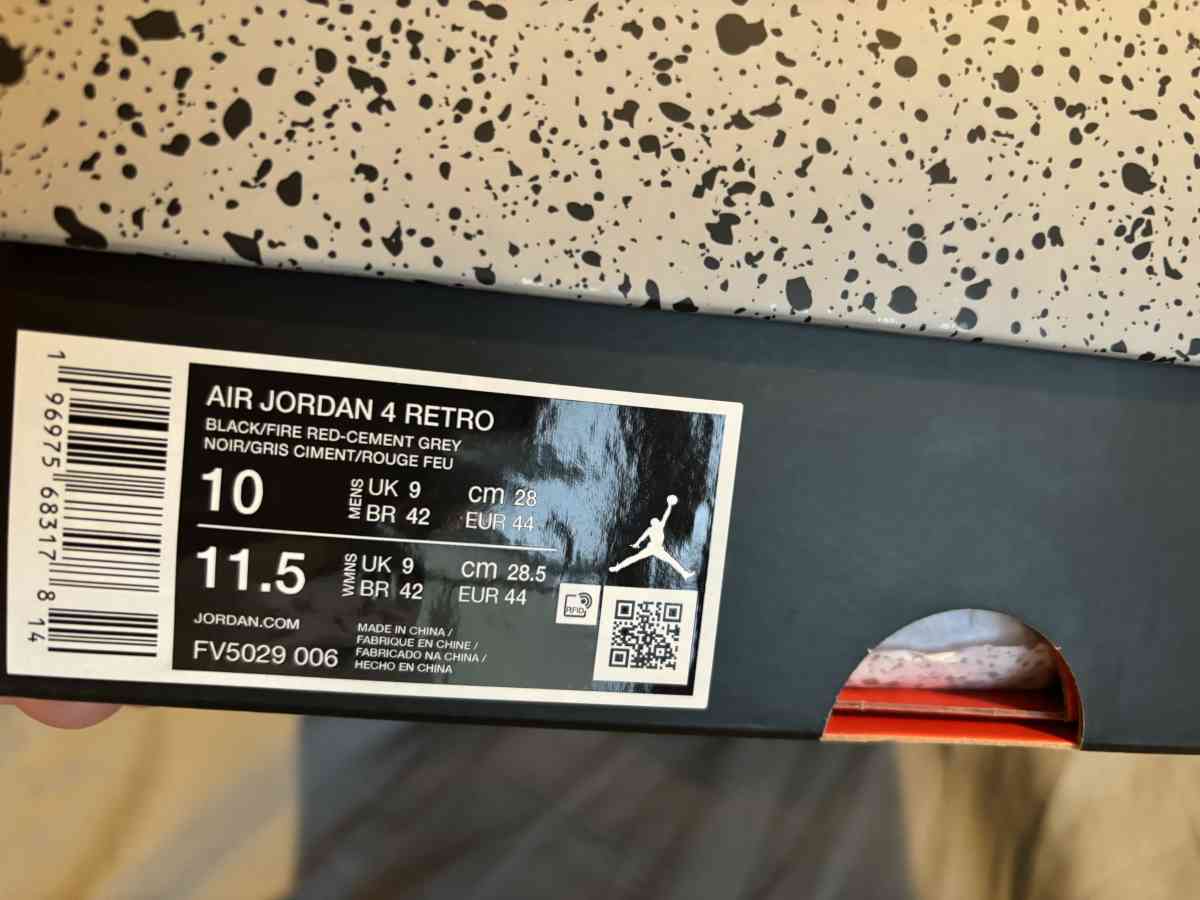 1 96975 68317 8 14
AIR JORDAN 4 RETRO
BLACK/FIRE RED-CEMENT GREY
NOIR/GRIS CIMENT/ROUGE FEU
10 MENS UK 9 cm 28
BR 42 EUR 44
11.5 WMNS UK 9 cm 28.5
BR 42 EUR 44
RFID
JORDAN.COM
FV5029 006
MADE IN CHINA /
FABRIQUE EN CHINE /
FABRICADO NA CHINA /
HECHO EN CHINA